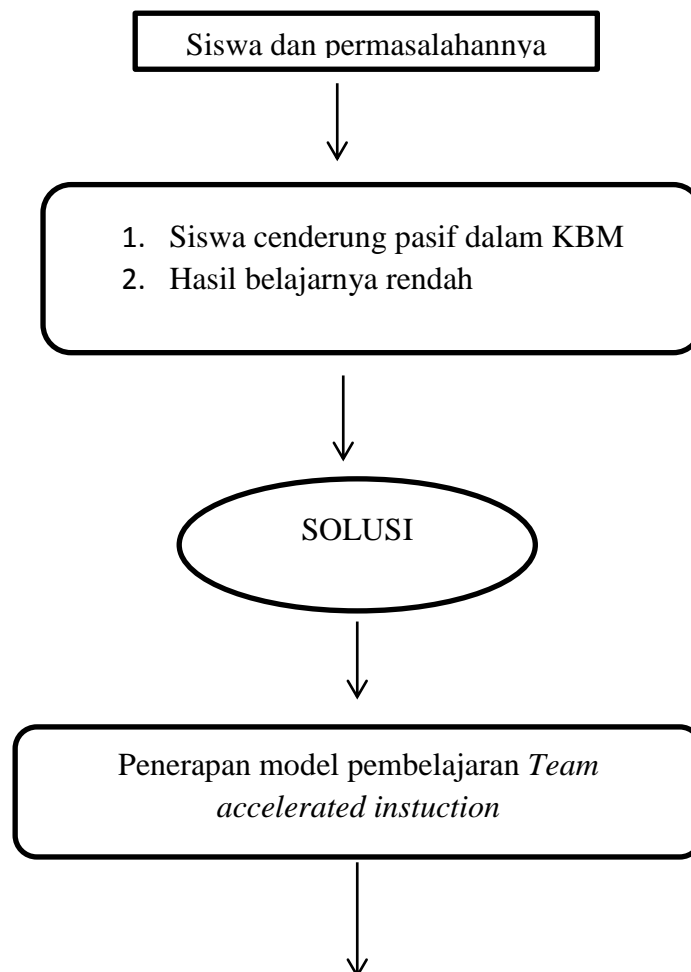 Siswa dan permasalahannya
1. Siswa cenderung pasif dalam KBM
2. Hasil belajarnya rendah
SOLUSI
Penerapan model pembelajaran Team
accelerated instuction